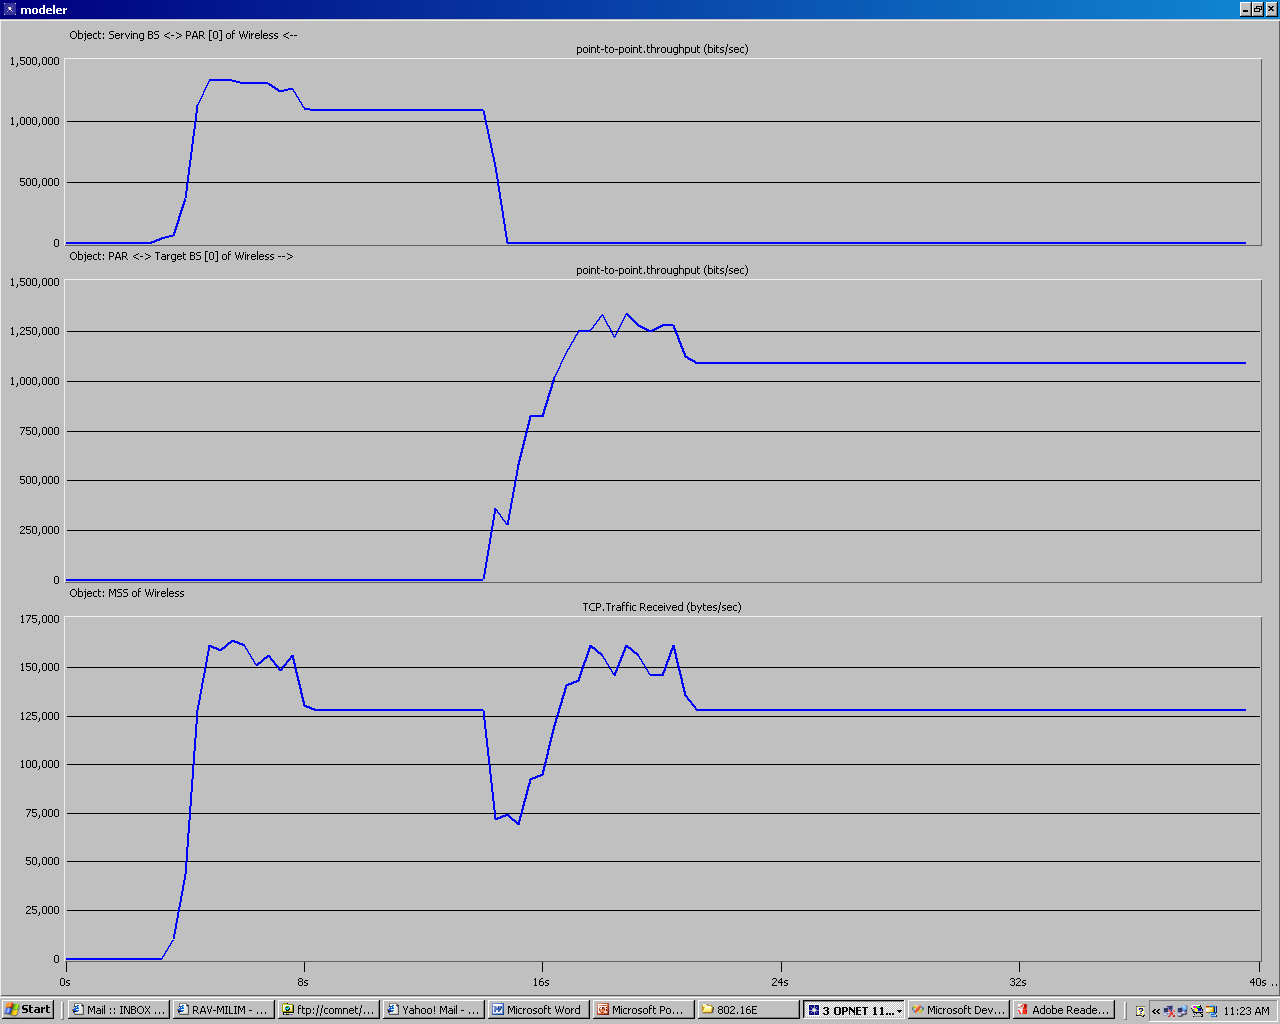 modeler
Object: Serving BS <-> PAR [0] of Wireless <--
point-to-point.throughput (bits/sec)
1,500,000
1,000,000
500,000
0
Object: PAR <-> Target BS [0] of Wireless -->
point-to-point.throughput (bits/sec)
1,500,000
1,250,000
1,000,000
750,000
500,000
250,000
0
Object: MSS of Wireless
TCP.Traffic Received (bytes/sec)
175,000
150,000
125,000
100,000
75,000
50,000
25,000
0
0s 8s 16s 24s 32s 40s ..
Start Mail :: INBOX ... RAV-MILIM - ... ftp://comnet/... Yahoo! Mail - ... Microsoft Word Microsoft Po... 802.16E 3 OPNET 11... Microsoft Dev... Adobe Reade... « 11:23 AM